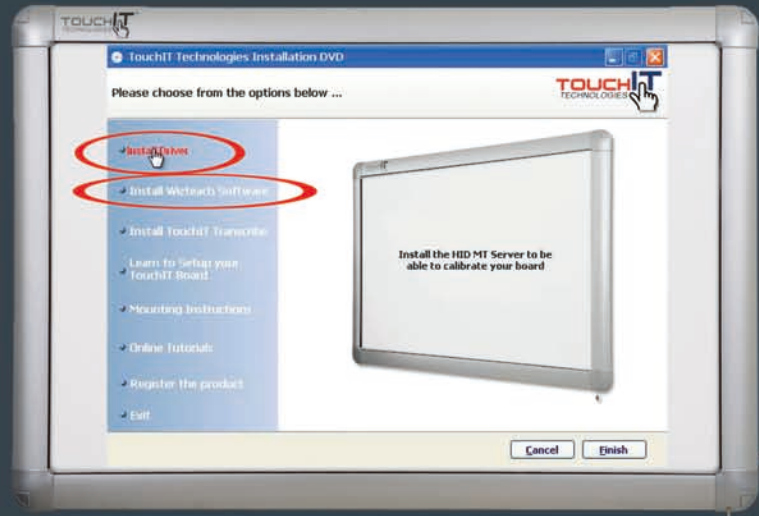 TOUCHIT
TECHNOLOGIES
TouchIT Technologies Installation DVD
Please choose from the options below ...
TOUCHIT
TECHNOLOGIES
Install Driver
Install Wizteach Software
Install TouchIT Transcribe
Learn to Setup your
TouchIT Board
Mounting Instructions
Online Tutorials
Register the product
Exit
Install the HID MT Server to be
able to calibrate your board
Cancel
Finish